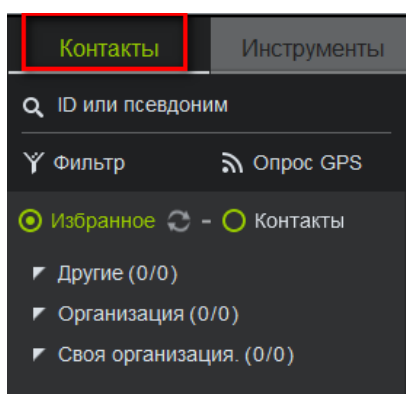 Контакты Инструменты
ID или псевдоним
Фильтр Опрос GPS
Избранное - Контакты
Другие (0/0)
Организация (0/0)
Своя организация. (0/0)